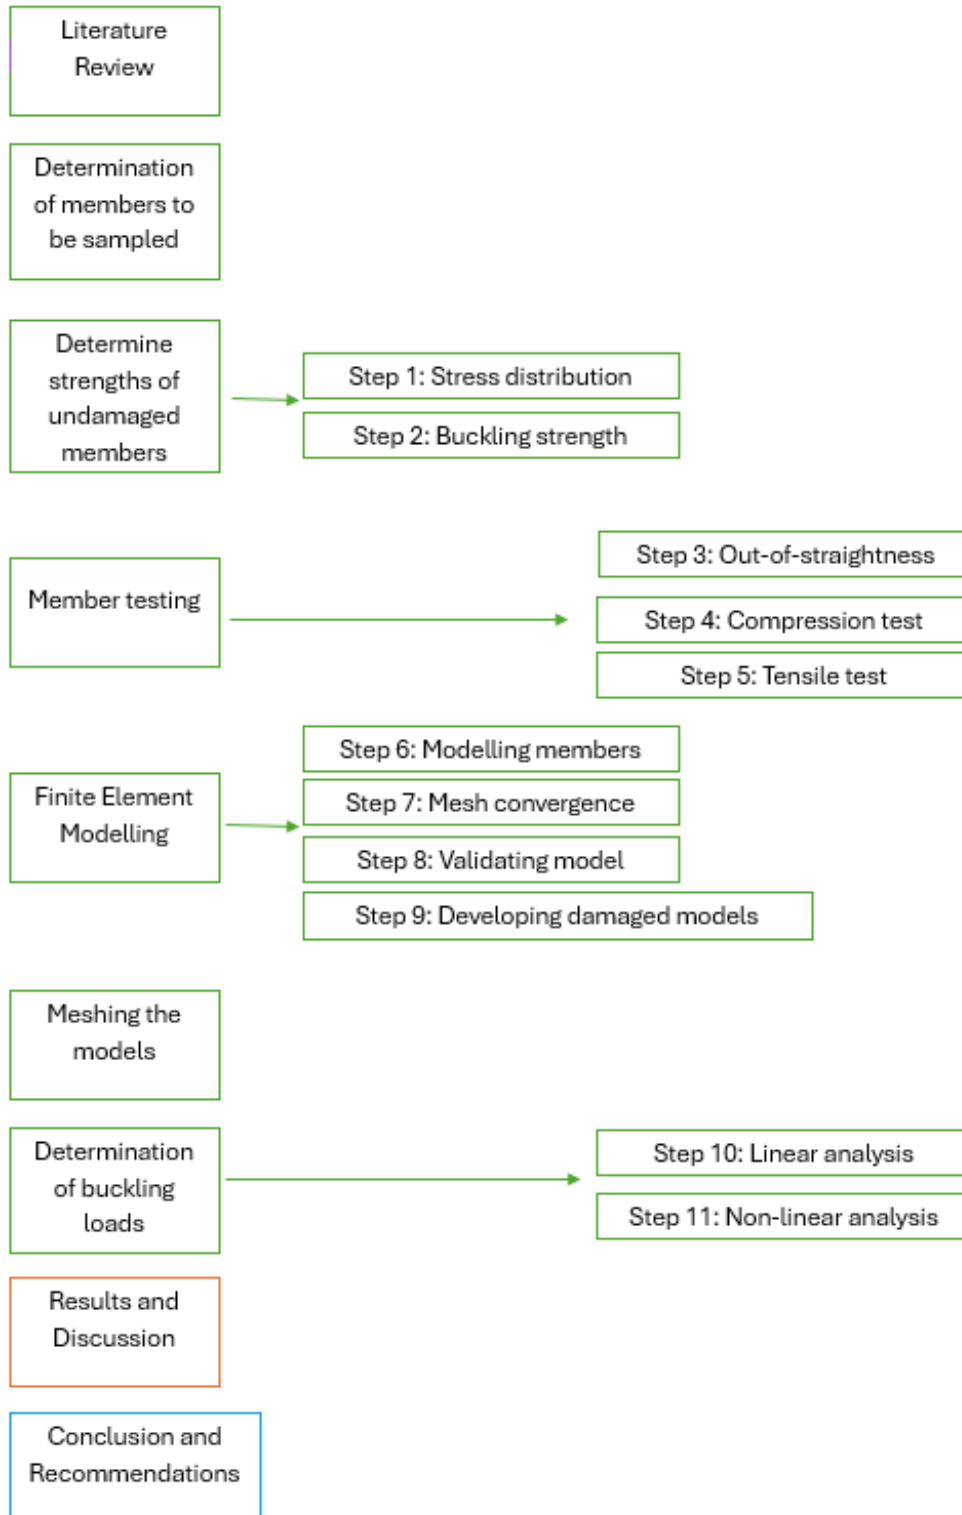 Literature
Review
Determination
of members to
be sampled
Determine
strengths of
undamaged
members
Step 1: Stress distribution
Step 2: Buckling strength
Member testing
Step 3: Out-of-straightness
Step 4: Compression test
Step 5: Tensile test
Finite Element
Modelling
Step 6: Modelling members
Step 7: Mesh convergence
Step 8: Validating model
Step 9: Developing damaged models
Meshing the
models
Determination
of buckling
loads
Step 10: Linear analysis
Step 11: Non-linear analysis
Results and
Discussion
Conclusion and
Recommendations